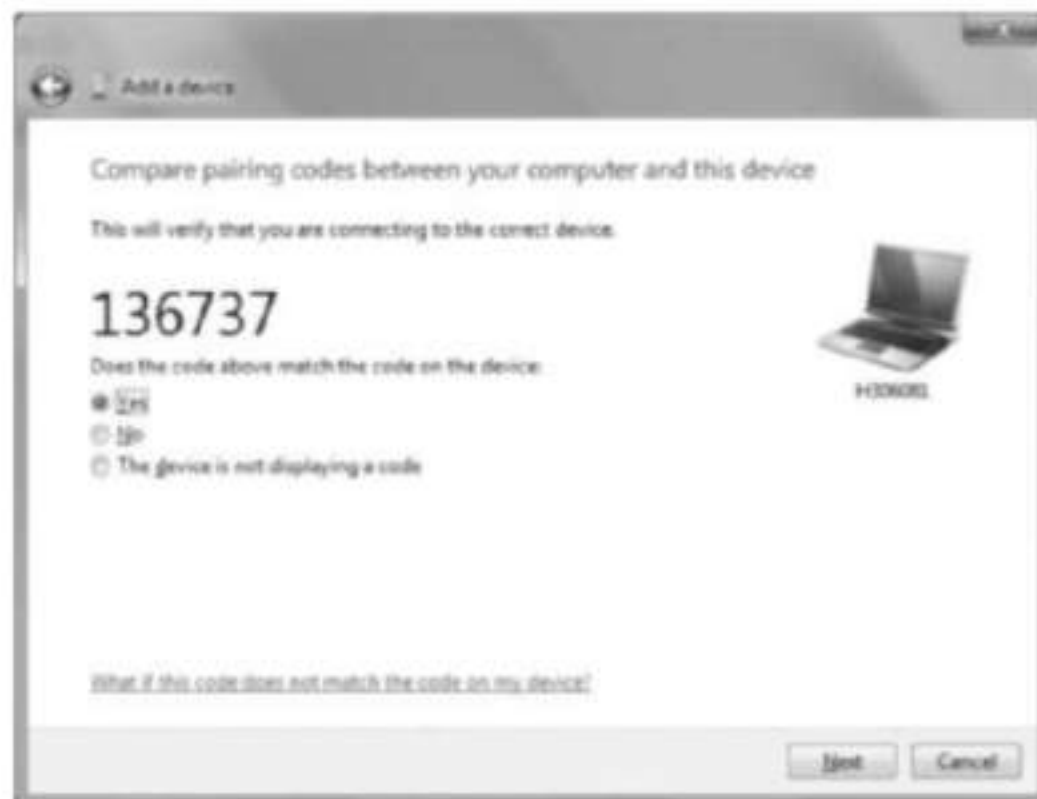 Add a device
Compare pairing codes between your computer and this device
This will verify that you are connecting to the correct device.
136737
Does the code above match the code on the device:
Yes
No
The device is not displaying a code
What if this code does not match the code on my device?
Next
Cancel